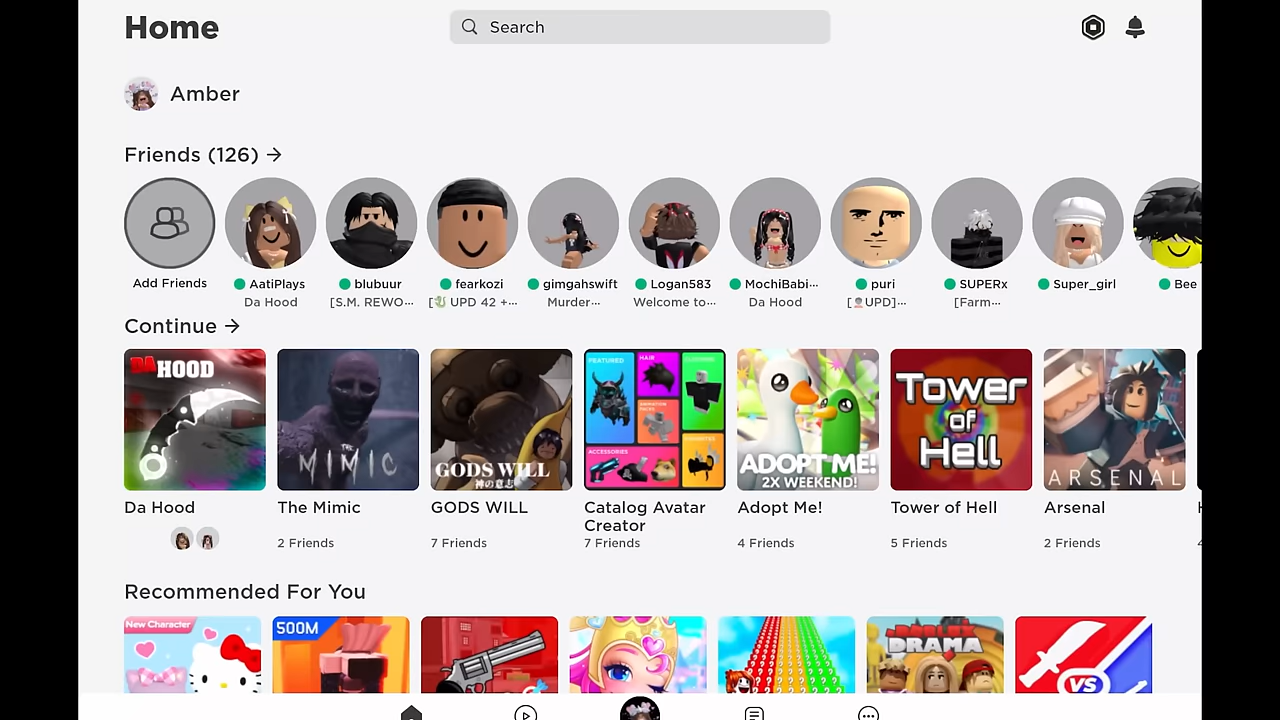 Home
Search
Amber
Friends (126) →
Add Friends
AatiPlays
Da Hood
blubuur
[S.M. REWO...
fearkozi
[🐉 UPD 42 +...
gimgahswift
Murder...
Logan583
Welcome to...
MochiBabi...
Da Hood
puri
[👤UPD]...
SUPERx
[Farm...
Super_girl
Bee
Continue →
DA HOOD
THE MIMIC
GODS WILL
神の意志
FEATURED
HAIR
ACCESSORIES
ADOPT ME!
2X WEEKEND!
Tower
of
Hell
ARSENAL
Da Hood
The Mimic
2 Friends
GODS WILL
7 Friends
Catalog Avatar
Creator
7 Friends
Adopt Me!
4 Friends
Tower of Hell
5 Friends
Arsenal
2 Friends
Recommended For You
New Character
500M
ROBLOX
DRAMA
VS